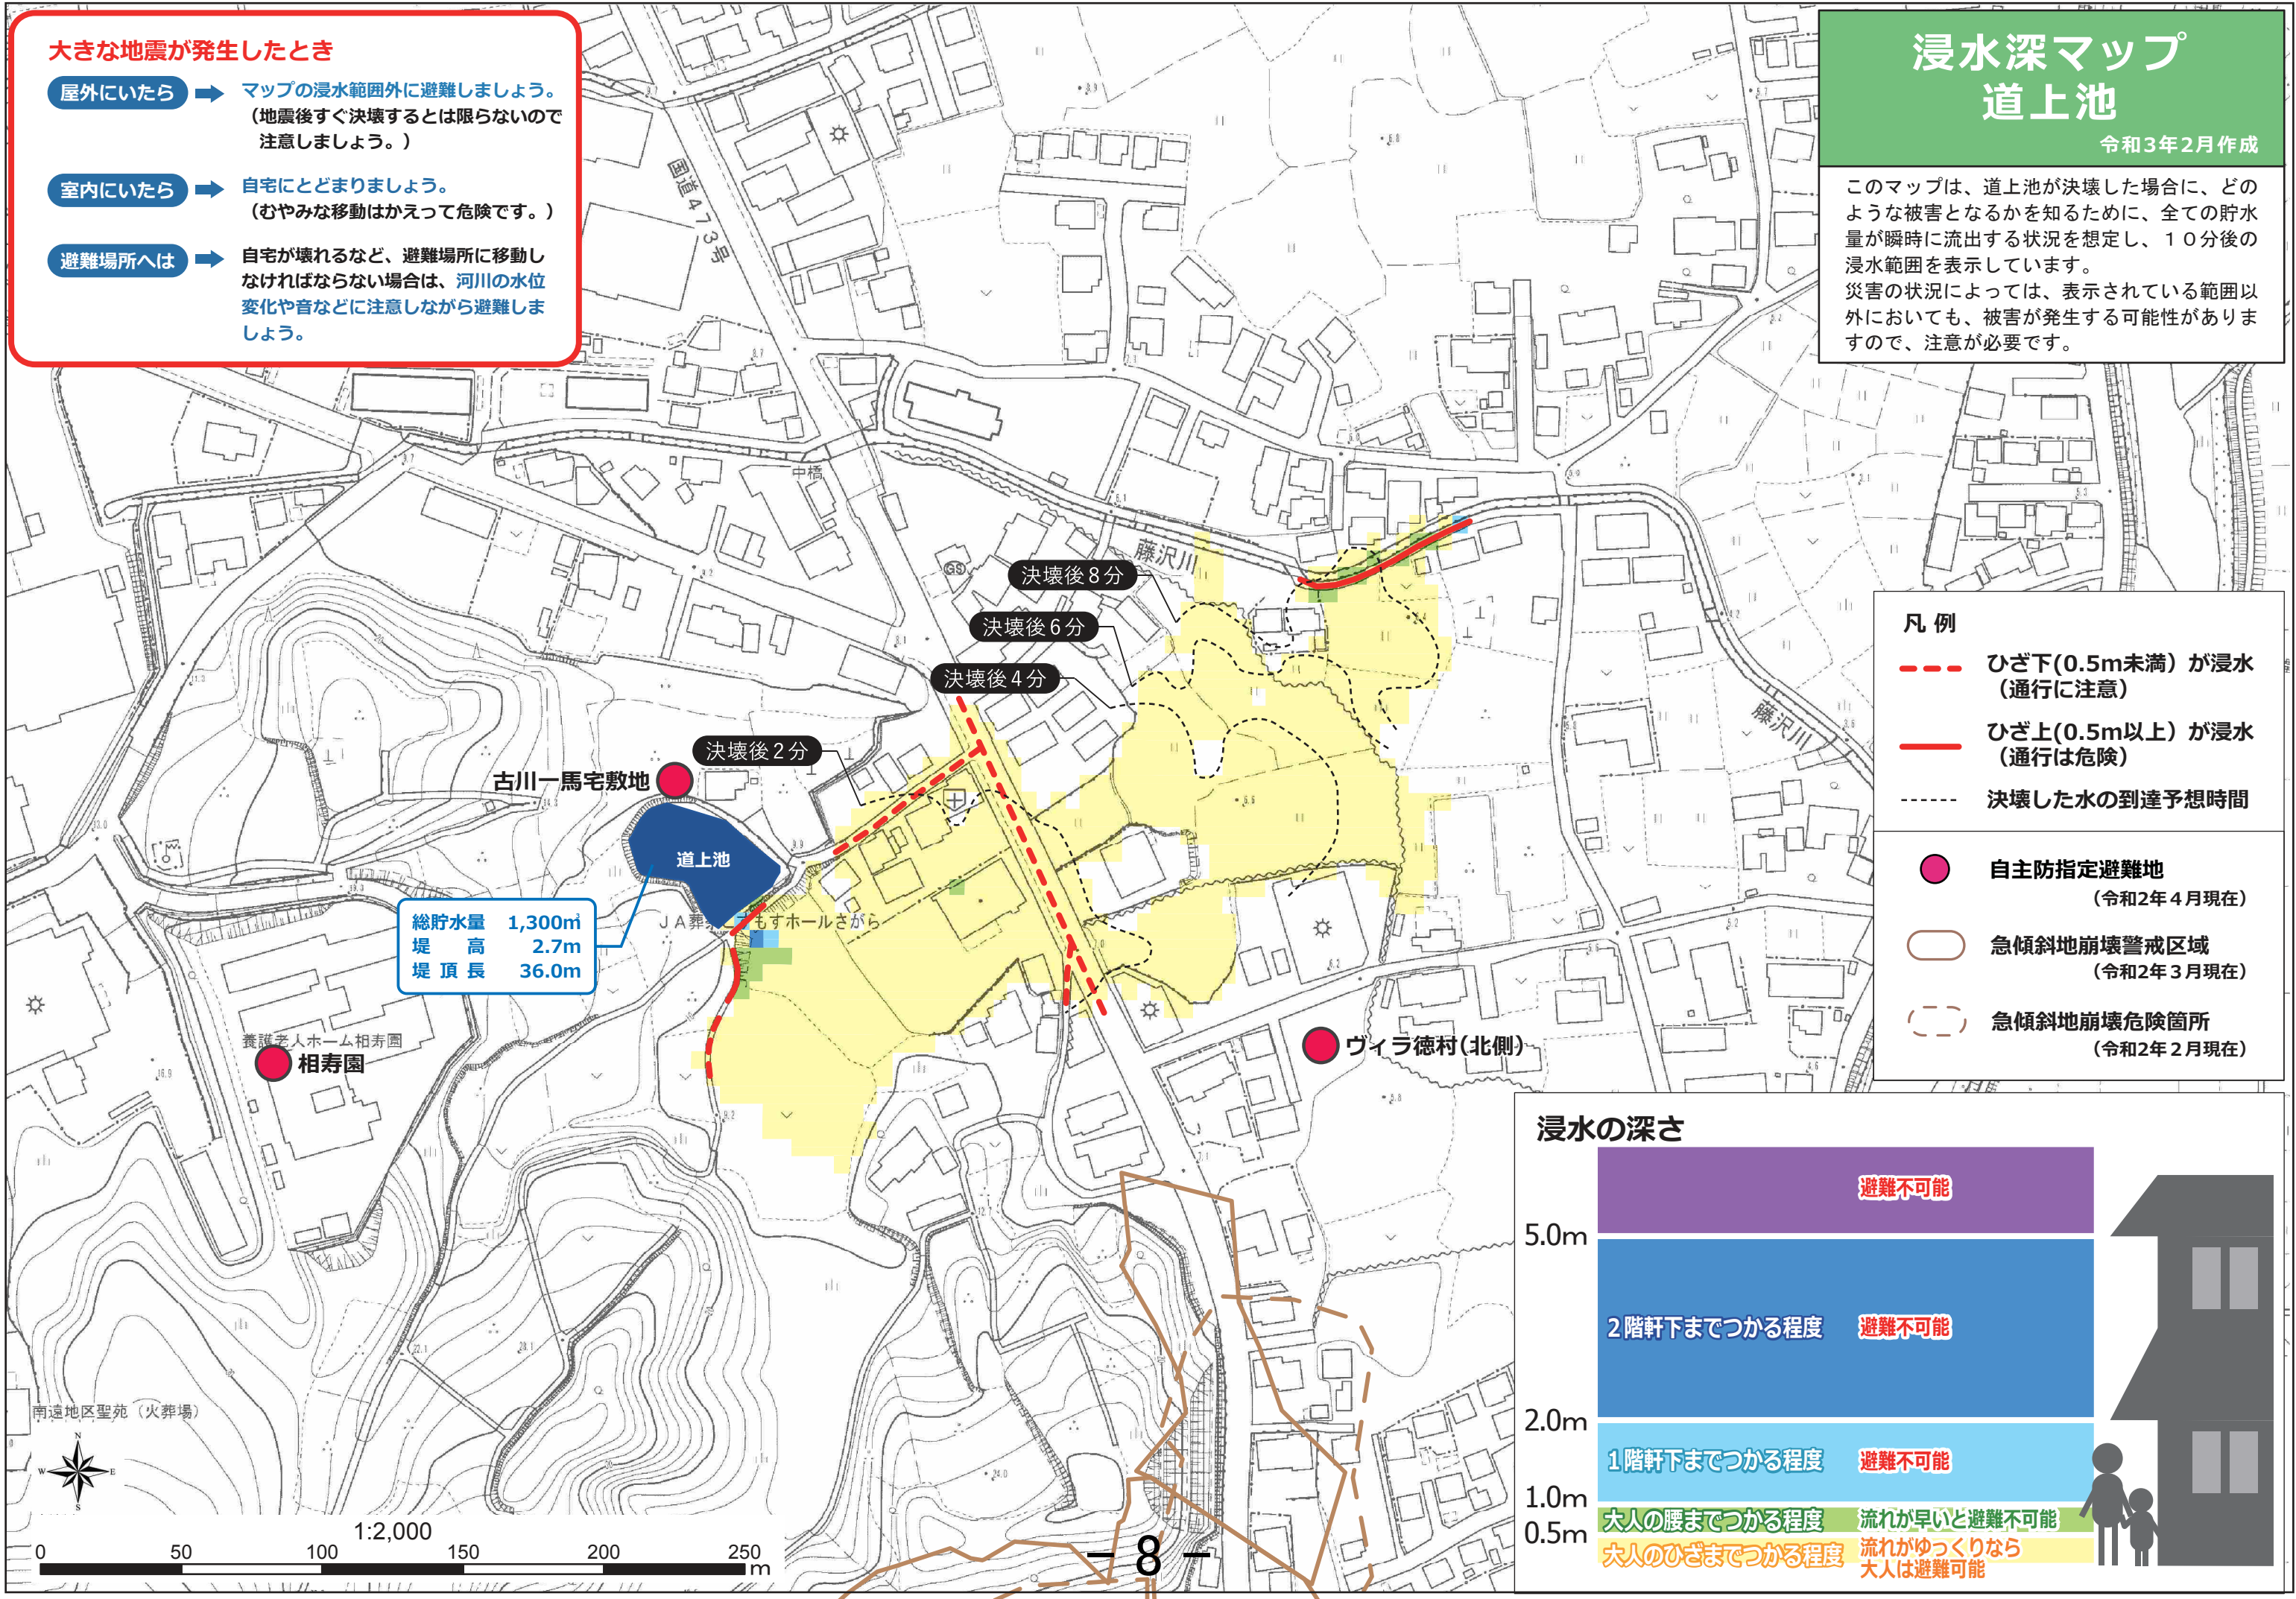 大きな地震が発生したとき
屋外にいたら
マップの浸水範囲外に避難しましょう。
（地震後すぐ決壊するとは限らないので
注意しましょう。）
室内にいたら
自宅にとどまりましょう。
（むやみな移動はかえって危険です。）
避難場所へは
自宅が壊れるなど、避難場所に移動し
なければならない場合は、河川の水位
変化や音などに注意しながら避難しま
しょう。
浸水深マップ
道上池
令和3年2月作成
このマップは、道上池が決壊した場合に、どの
ような被害となるかを知るために、全ての貯水
量が瞬時に流出する状況を想定し、１０分後の
浸水範囲を表示しています。
災害の状況によっては、表示されている範囲以
外においても、被害が発生する可能性がありま
すので、注意が必要です。
国道473号
中橋
GS
藤沢川
決壊後８分
決壊後６分
決壊後４分
決壊後２分
古川一馬宅敷地
道上池
総貯水量 1,300㎥
堤高 2.7m
堤頂長 36.0m
もすホールさがら
養護老人ホーム相寿園
相寿園
ヴィラ徳村(北側)
藤沢川
南遠地区聖苑（火葬場）
凡 例
ひざ下(0.5m未満）が浸水
（通行に注意）
ひざ上(0.5m以上）が浸水
（通行は危険）
決壊した水の到達予想時間
自主防指定避難地
（令和2年４月現在）
急傾斜地崩壊警戒区域
（令和2年３月現在）
急傾斜地崩壊危険箇所
（令和2年２月現在）
浸水の深さ
避難不可能
5.0m
2階軒下までつかる程度 避難不可能
2.0m
1階軒下までつかる程度 避難不可能
1.0m
大人の腰までつかる程度 流れが早いと避難不可能
0.5m
大人のひざまでつかる程度 流れがゆっくりなら
大人は避難可能
N
W E
S
1:2,000
0 50 100 150 200 250
m
– 8 –